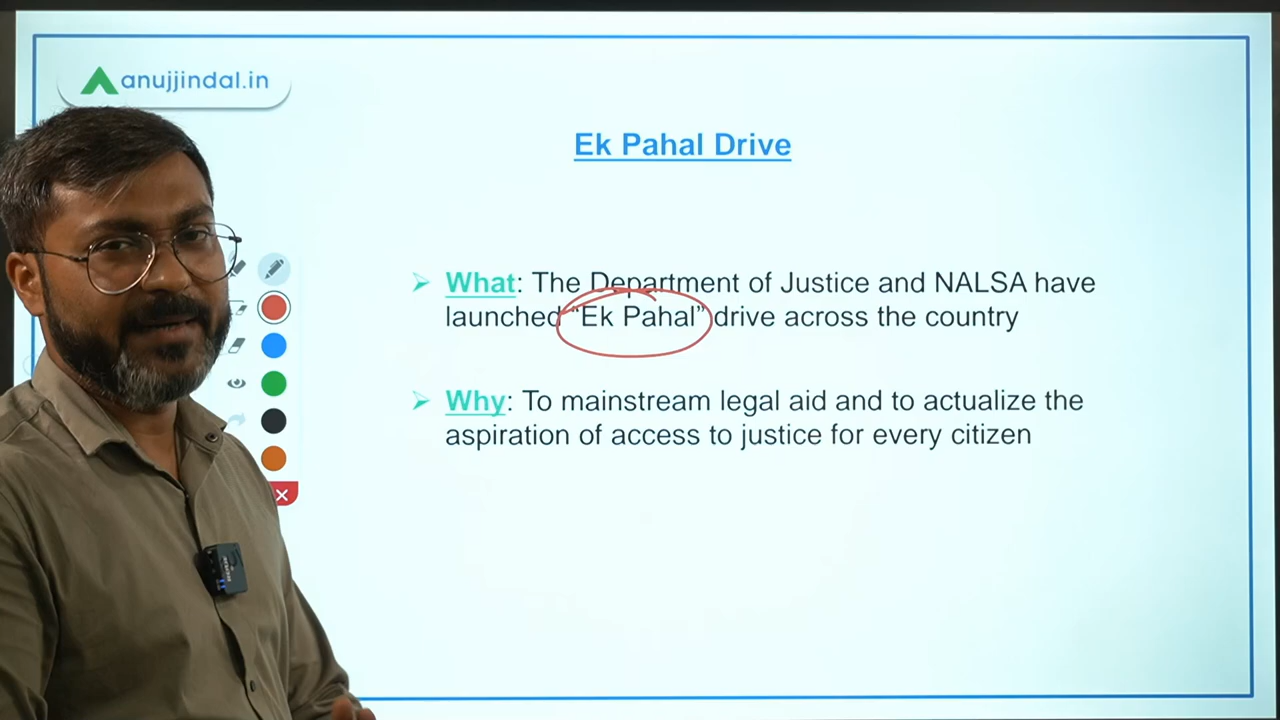 anujjindal.in
Ek Pahal Drive
What: The Department of Justice and NALSA have
launched “Ek Pahal” drive across the country
Why: To mainstream legal aid and to actualize the
aspiration of access to justice for every citizen